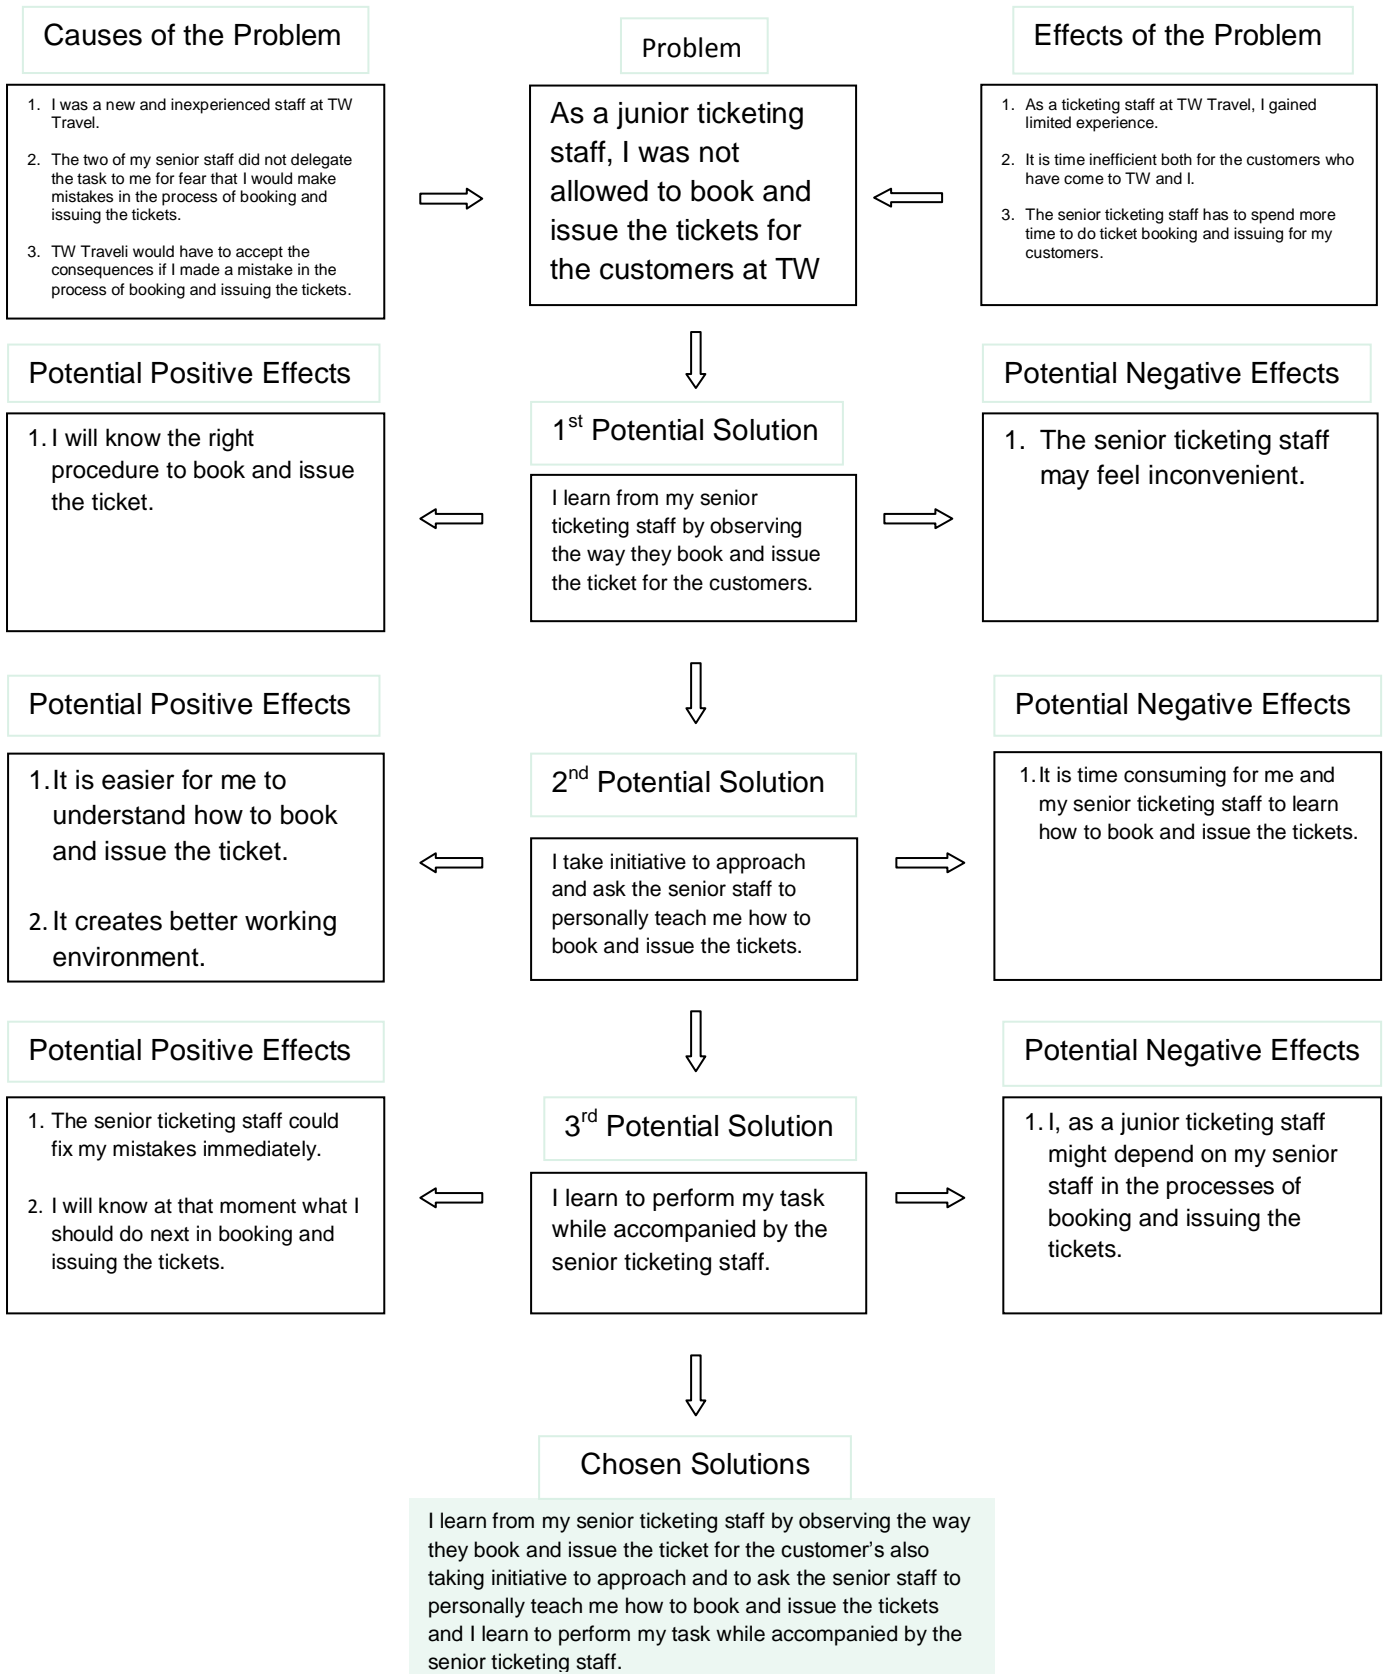 Causes of the Problem
Problem
Effects of the Problem
1. I was a new and inexperienced staff at TW
Travel.
2. The two of my senior staff did not delegate
the task to me for fear that I would make
mistakes in the process of booking and
issuing the tickets.
3. TW Traveli would have to accept the
consequences if I made a mistake in the
process of booking and issuing the tickets.
As a junior ticketing
staff, I was not
allowed to book and
issue the tickets for
the customers at TW
1. As a ticketing staff at TW Travel, I gained
limited experience.
2. It is time inefficient both for the customers who
have come to TW and I.
3. The senior ticketing staff has to spend more
time to do ticket booking and issuing for my
customers.
Potential Positive Effects
1st Potential Solution
Potential Negative Effects
1. I will know the right
procedure to book and issue
the ticket.
I learn from my senior
ticketing staff by observing
the way they book and issue
the ticket for the customers.
1. The senior ticketing staff
may feel inconvenient.
Potential Positive Effects
2nd Potential Solution
Potential Negative Effects
1. It is easier for me to
understand how to book
and issue the ticket.
2. It creates better working
environment.
I take initiative to approach
and ask the senior staff to
personally teach me how to
book and issue the tickets.
1. It is time consuming for me and
my senior ticketing staff to learn
how to book and issue the tickets.
Potential Positive Effects
3rd Potential Solution
Potential Negative Effects
1. The senior ticketing staff could
fix my mistakes immediately.
2. I will know at that moment what I
should do next in booking and
issuing the tickets.
I learn to perform my task
while accompanied by the
senior ticketing staff.
1. I, as a junior ticketing staff
might depend on my senior
staff in the processes of
booking and issuing the
tickets.
Chosen Solutions
I learn from my senior ticketing staff by observing the way
they book and issue the ticket for the customer’s also
taking initiative to approach and to ask the senior staff to
personally teach me how to book and issue the tickets
and I learn to perform my task while accompanied by the
senior ticketing staff.